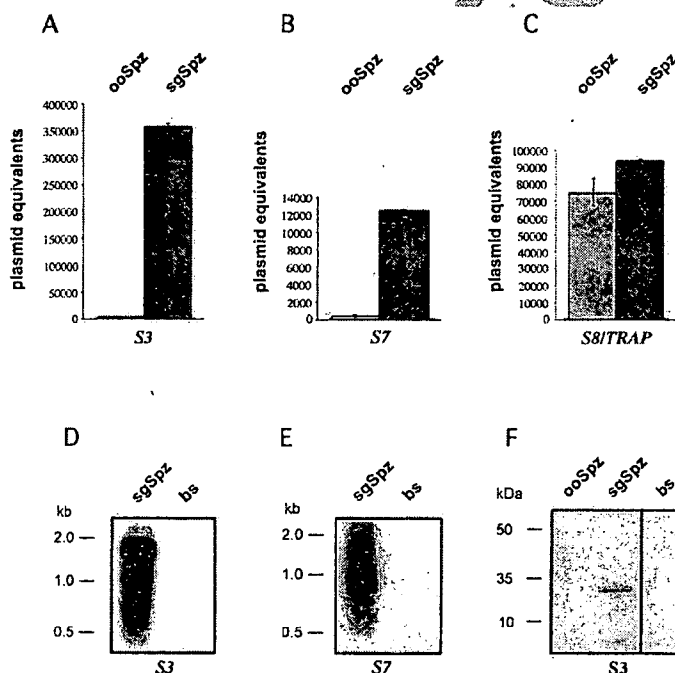 A
B
C
ooSpz
sgSpz
ooSpz
sgSpz
ooSpz
sgSpz
plasmid equivalents
400000
350000
300000
250000
200000
150000
100000
50000
0
S3
plasmid equivalents
14000
12000
10000
8000
6000
4000
2000
0
S7
plasmid equivalents
100000
90000
80000
70000
60000
50000
40000
30000
20000
10000
0
S8/TRAP
D
E
F
sgSpz
bs
sgSpz
bs
ooSpz
sgSpz
bs
kb
2.0
1.0
0.5
S3
kb
2.0
1.0
0.5
S7
kDa
50
35
10
S3